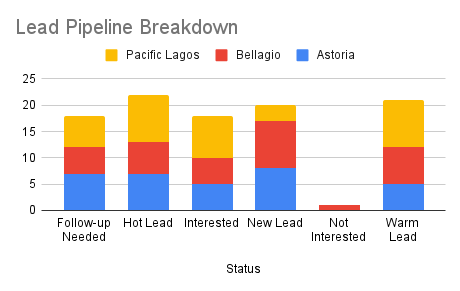 Lead Pipeline Breakdown
Pacific Lagos Bellagio Astoria
25
20
15
10
5
0
Follow-up Hot Lead Interested New Lead Not Warm
Needed Interested Lead
Status